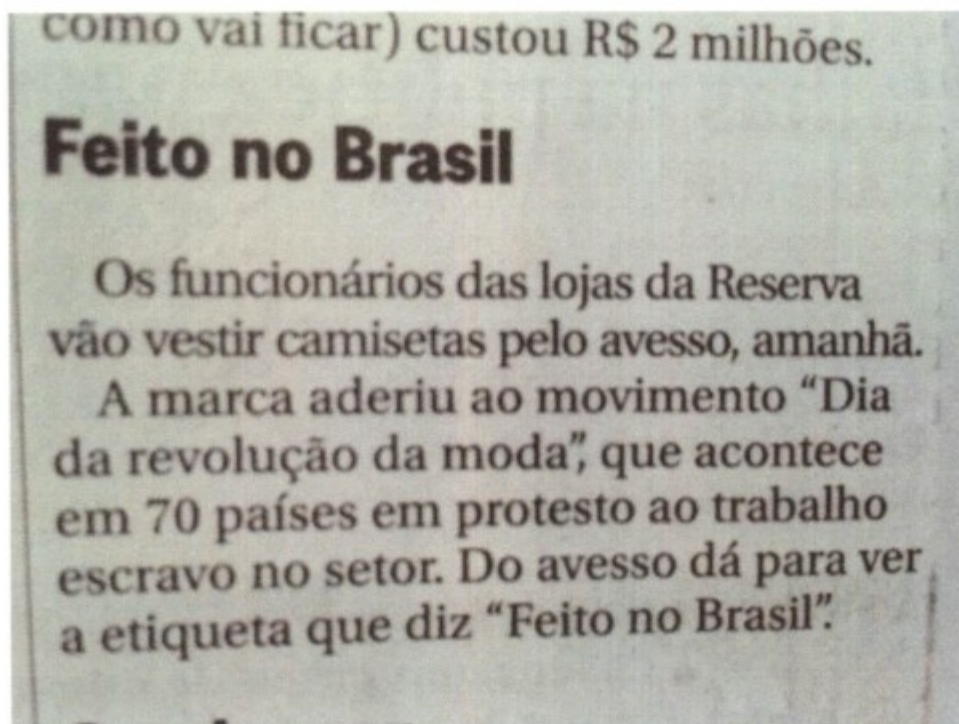 como vai ficar) custou R$ 2 milhões.
Feito no Brasil
Os funcionários das lojas da Reserva
vão vestir camisetas pelo avesso, amanhã.
A marca aderiu ao movimento “Dia
da revolução da moda”, que acontece
em 70 países em protesto ao trabalho
escravo no setor. Do avesso dá para ver
a etiqueta que diz “Feito no Brasil”.